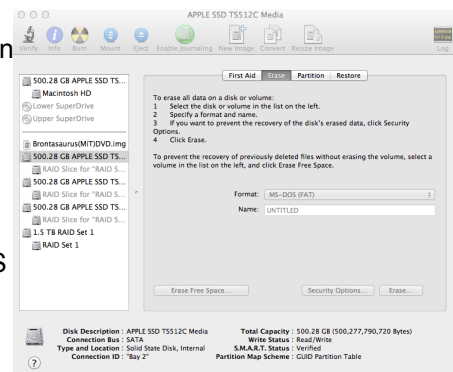 APPLE SSD TS512C Media
Verify Info Burn Mount Eject Enable Journaling New Image Convert Resize Image Log
n
500.28 GB APPLE SSD TS...
Macintosh HD
Lower SuperDrive
Upper SuperDrive
Brontasaurus(MIT)DVD.img
500.28 GB APPLE SSD TS...
RAID Slice for "RAID S...
500.28 GB APPLE SSD TS...
RAID Slice for "RAID S...
500.28 GB APPLE SSD TS...
RAID Slice for "RAID S...
1.5 TB RAID Set 1
RAID Set 1
S
First Aid Erase Partition Restore
To erase all data on a disk or volume:
1 Select the disk or volume in the list on the left.
2 Specify a format and name.
3 If you want to prevent the recovery of the disk's erased data, click Security
Options.
4 Click Erase.
To prevent the recovery of previously deleted files without erasing the volume, select a
volume in the list on the left, and click Erase Free Space.
Format: MS-DOS (FAT)
Name: UNTITLED
Erase Free Space... Security Options... Erase...
Disk Description : APPLE SSD TS512C Media
Connection Bus : SATA
Type and Location : Solid State Disk, Internal
Connection ID : "Bay 2"
Total Capacity : 500.28 GB (500,277,790,720 Bytes)
Write Status : Read/Write
S.M.A.R.T. Status : Verified
Partition Map Scheme : GUID Partition Table
?